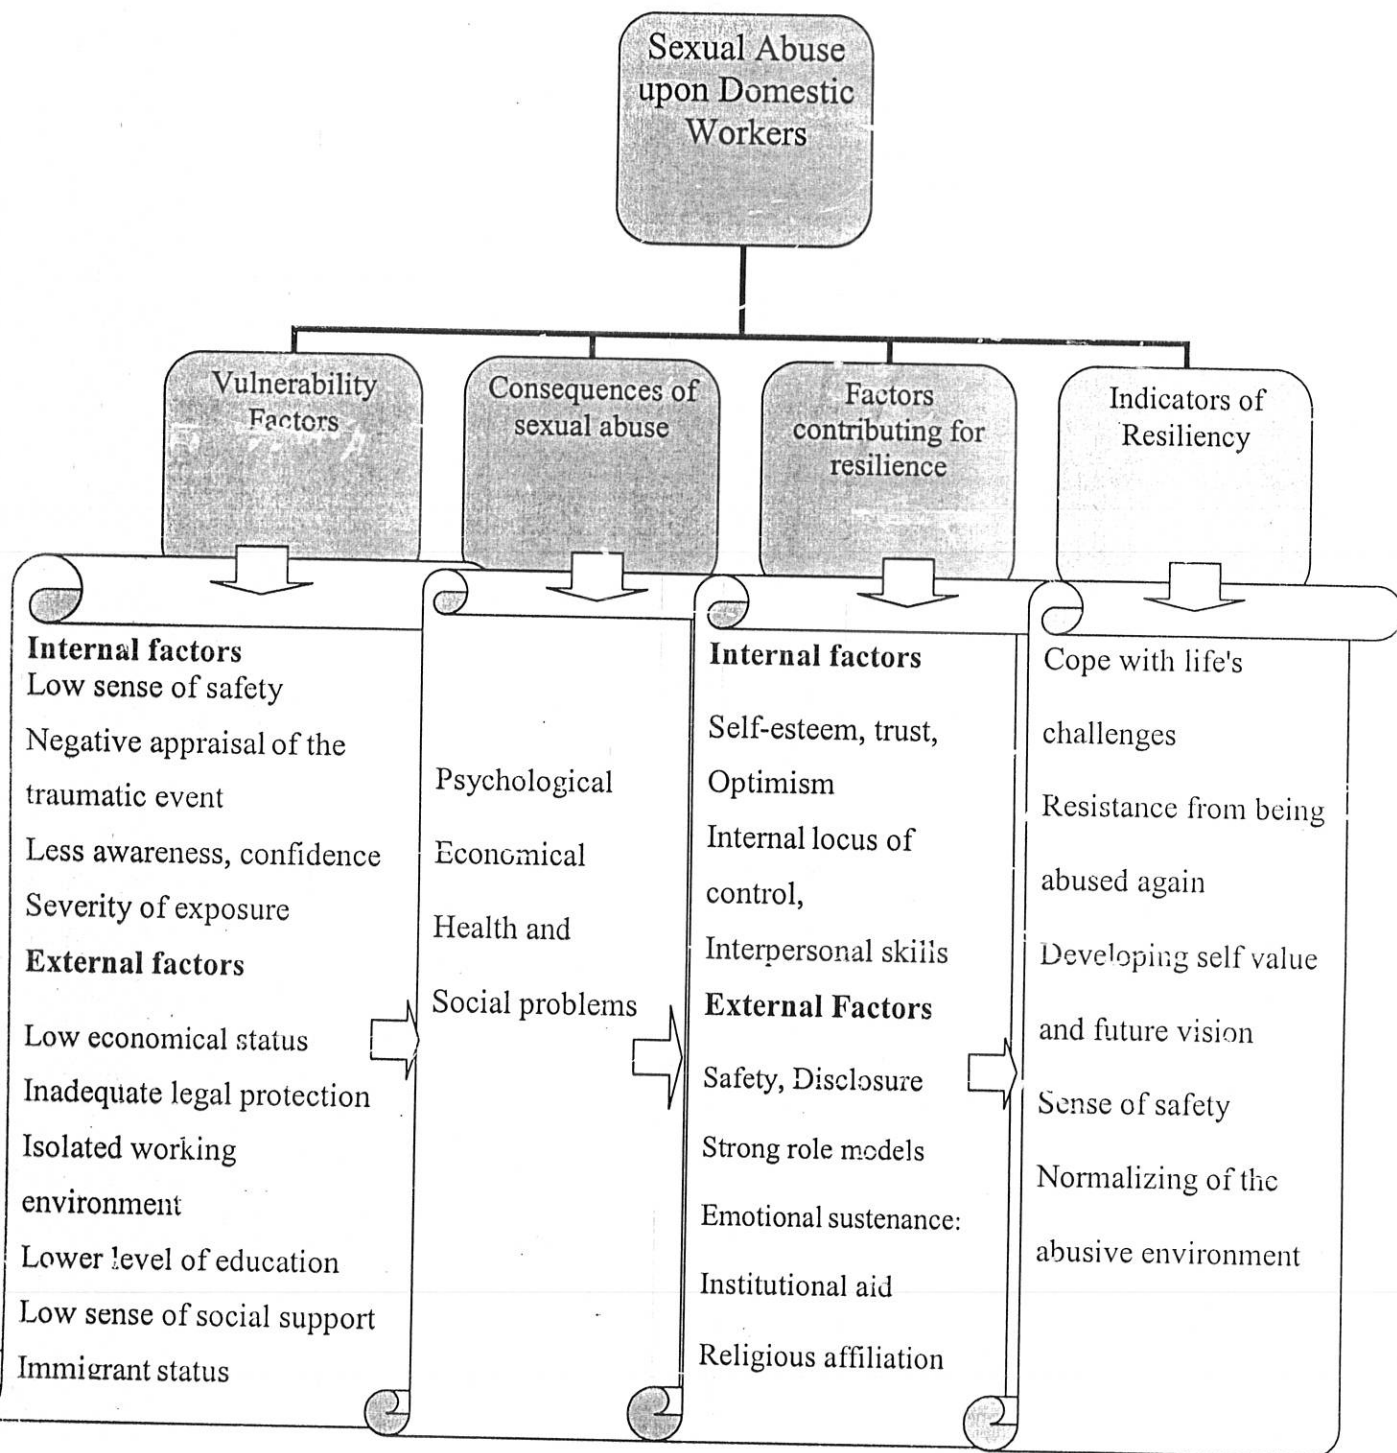 Sexual Abuse
upon Domestic
Workers
Vulnerability
Factors
Consequences of
sexual abuse
Factors
contributing for
resilience
Indicators of
Resiliency
Internal factors
Low sense of safety
Negative appraisal of the
traumatic event
Less awareness, confidence
Severity of exposure
External factors
Low economical status
Inadequate legal protection
Isolated working
environment
Lower level of education
Low sense of social support
Immigrant status
Psychological
Economical
Health and
Social problems
Internal factors
Self-esteem, trust,
Optimism
Internal locus of
control,
Interpersonal skills
External Factors
Safety, Disclosure
Strong role models
Emotional sustenance:
Institutional aid
Religious affiliation
Cope with life's
challenges
Resistance from being
abused again
Developing self value
and future vision
Sense of safety
Normalizing of the
abusive environment